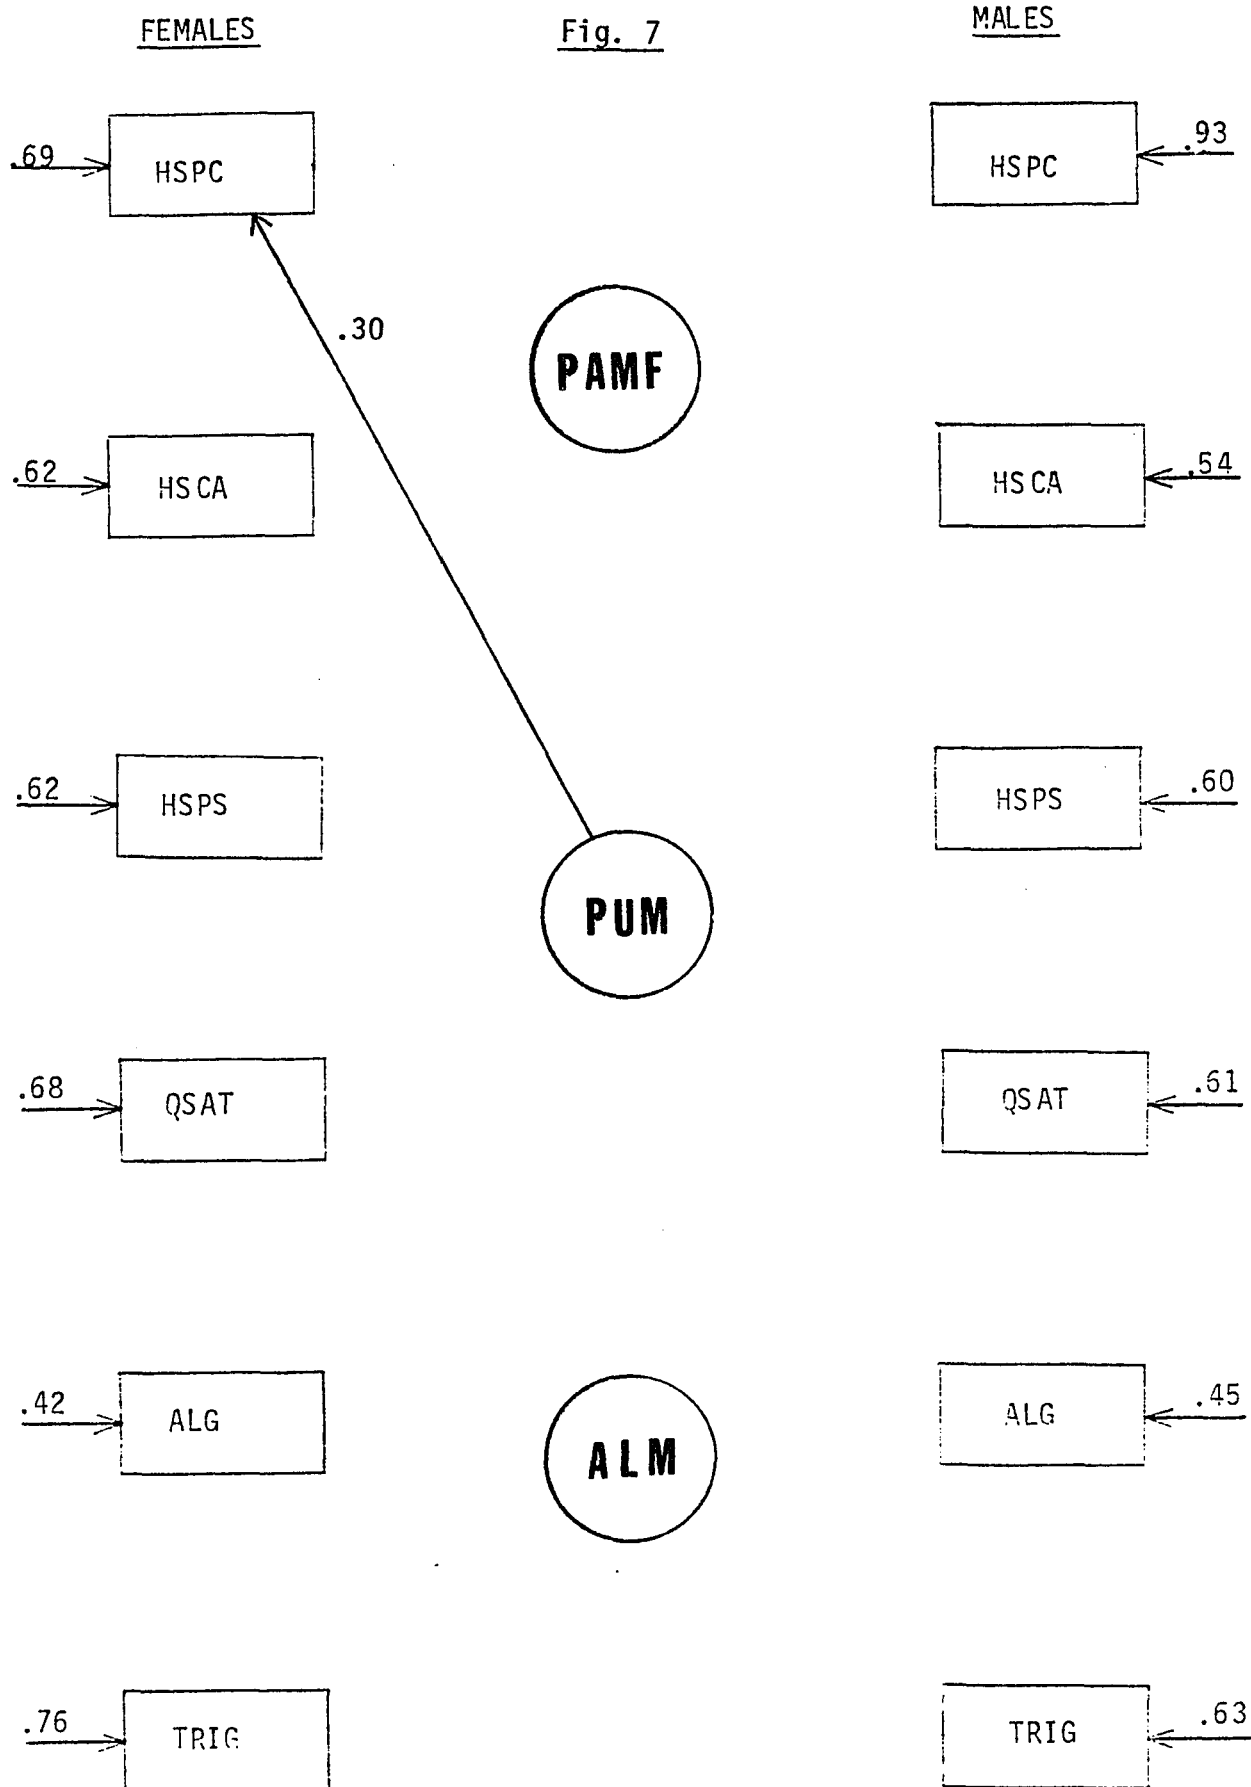 FEMALES Fig. 7 MALES
.69 HSPC HSPC .93
.30
PAMF
.62 HSCA HSCA .54
.62 HSPS HSPS .60
PUM
.68 QSAT QSAT .61
.42 ALG ALG .45
ALM
.76 TRIG TRIG .63